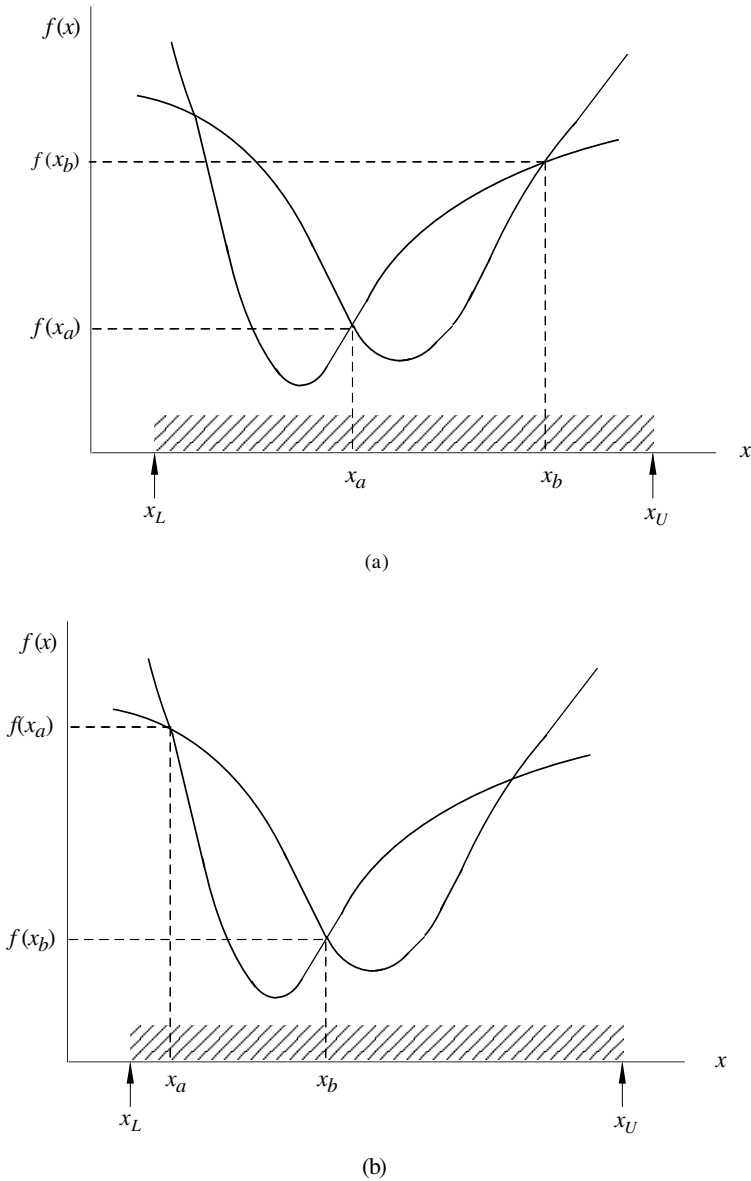 f(x)
f(x_b)
f(x_a)
x
x_a x_b
x_L x_U
(a)
f(x)
f(x_a)
f(x_b)
x
x_a x_b
x_L x_U
(b)